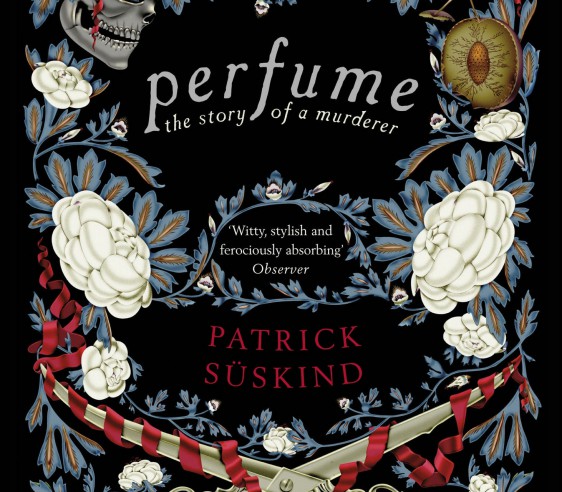 perfume
the story of a murderer
'Witty, stylish and
ferociously absorbing'
Observer
PATRICK
SÜSKIND